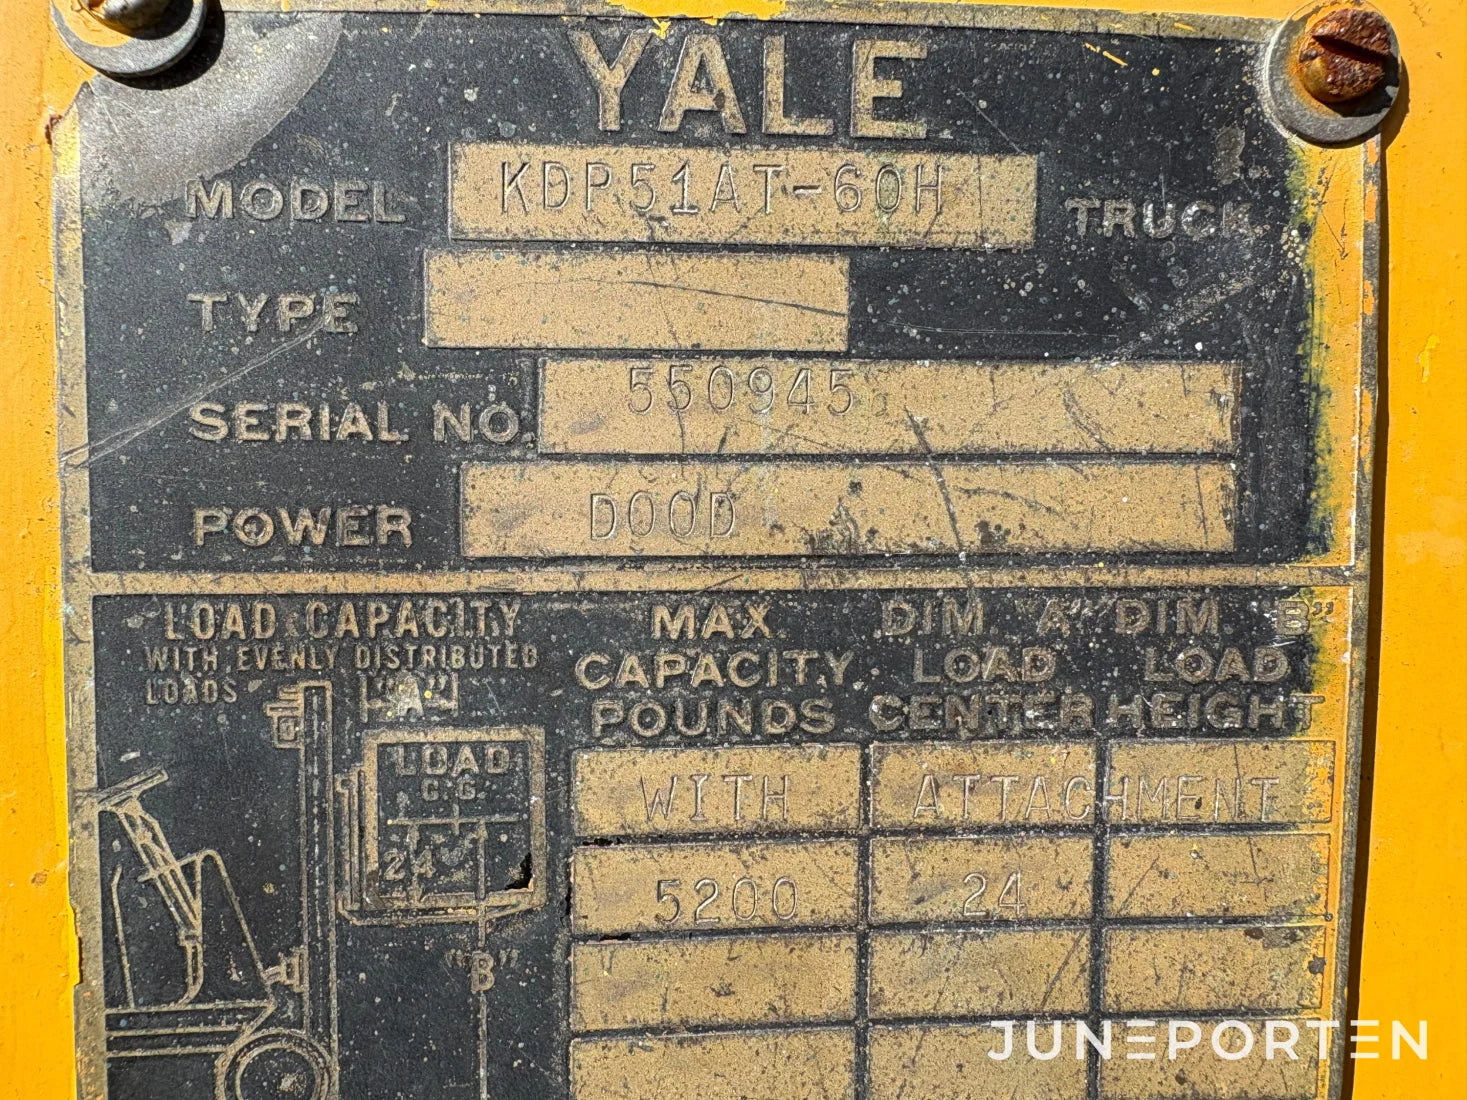 YALE
MODEL KDP51AT-60H TRUCK
TYPE
SERIAL NO. 550945
POWER DOOD
LOAD CAPACITY
WITH EVENLY DISTRIBUTED
LOADS
"A"
LOAD
C.G.
24
"B"
MAX CAPACITY POUNDS
DIM "A" LOAD CENTER
DIM "B" LOAD HEIGHT
WITH ATTACHMENT
5200 24
JUNEPORTEN